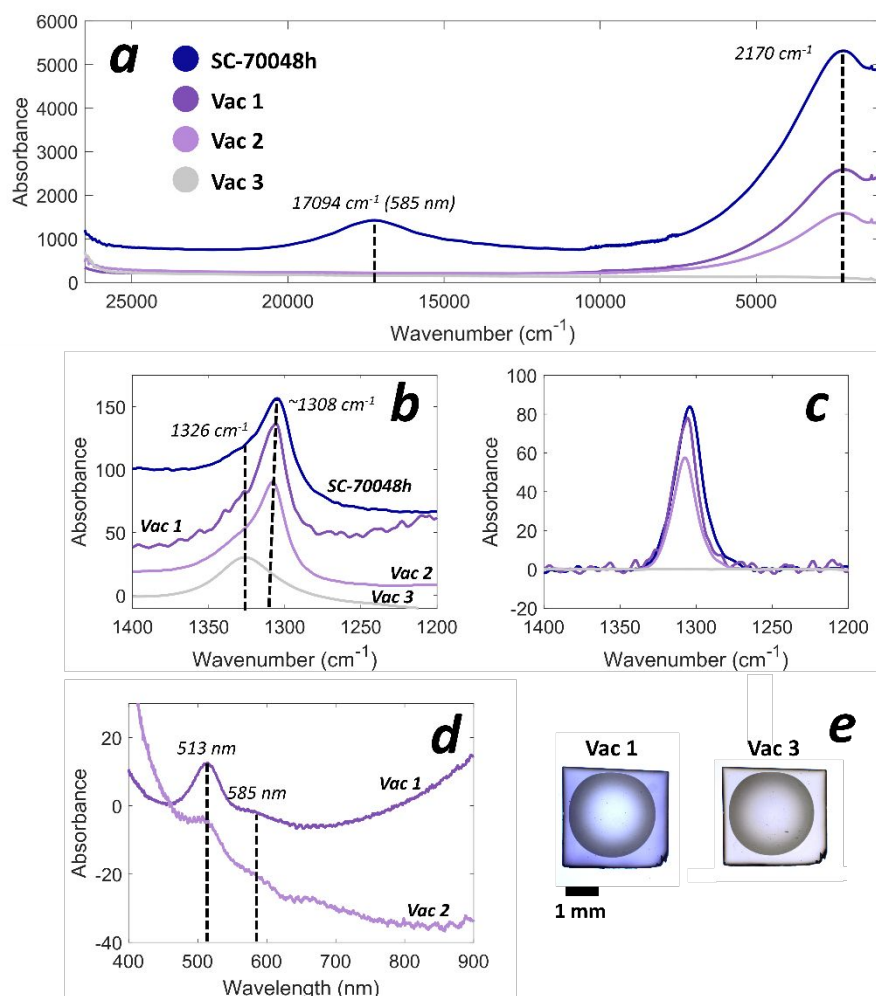 a
SC-70048h
Vac 1
Vac 2
Vac 3
2170 cm⁻¹
17094 cm⁻¹ (585 nm)
Absorbance
6000
5000
4000
3000
2000
1000
0
25000 20000 15000 10000 5000
Wavenumber (cm⁻¹)
b
1326 cm⁻¹
~1308 cm⁻¹
SC-70048h
Vac 1
Vac 2
Vac 3
Absorbance
150
100
50
0
1400 1350 1300 1250 1200
Wavenumber (cm⁻¹)
c
Absorbance
100
80
60
40
20
0
-20
1400 1350 1300 1250 1200
Wavenumber (cm⁻¹)
d
513 nm
585 nm
Vac 1
Vac 2
Absorbance
20
0
-20
-40
400 500 600 700 800 900
Wavelength (nm)
e
Vac 1
Vac 3
1 mm